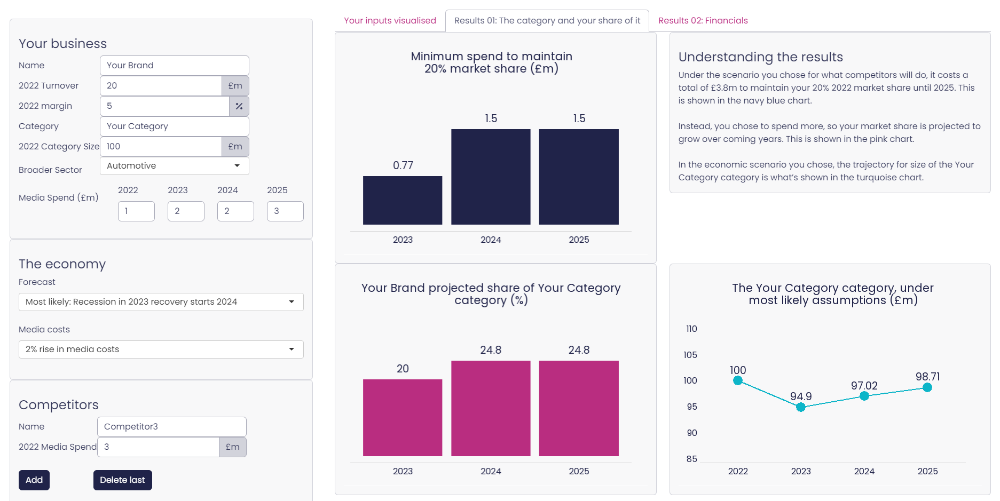 Your inputs visualised
Results 01: The category and your share of it
Results 02: Financials
Your business
Name
Your Brand
2022 Turnover
20
£m
2022 margin
5
%
Category
Your Category
2022 Category Size
100
£m
Broader Sector
Automotive
2022 2023 2024 2025
Media Spend (£m)
1 2 2 3
The economy
Forecast
Most likely: Recession in 2023 recovery starts 2024
Media costs
2% rise in media costs
Competitors
Name
Competitor3
2022 Media Spend
3
£m
Add
Delete last
Minimum spend to maintain
20% market share (£m)
0.77 1.5 1.5
2023 2024 2025
Understanding the results
Under the scenario you chose for what competitors will do, it costs a
total of £3.8m to maintain your 20% 2022 market share until 2025. This
is shown in the navy blue chart.
Instead, you chose to spend more, so your market share is projected to
grow over coming years. This is shown in the pink chart.
In the economic scenario you chose, the trajectory for size of the Your
Category category is what's shown in the turquoise chart.
Your Brand projected share of Your Category
category (%)
20 24.8 24.8
2023 2024 2025
The Your Category category, under
most likely assumptions (£m)
110
105
100
95
90
85
100 94.9 97.02 98.71
2022 2023 2024 2025